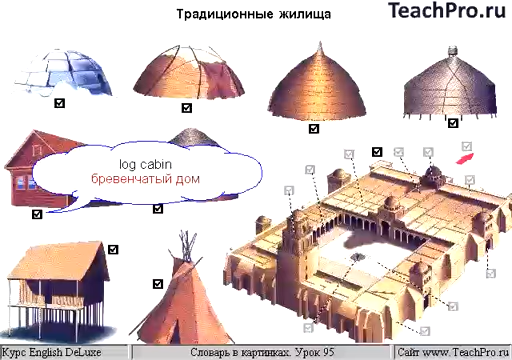 Традиционные жилища
TeachPro.ru
log cabin
бревенчатый дом
Курс English DeLuxe
Словарь в картинках. Урок 95
Сайт www.TeachPro.ru